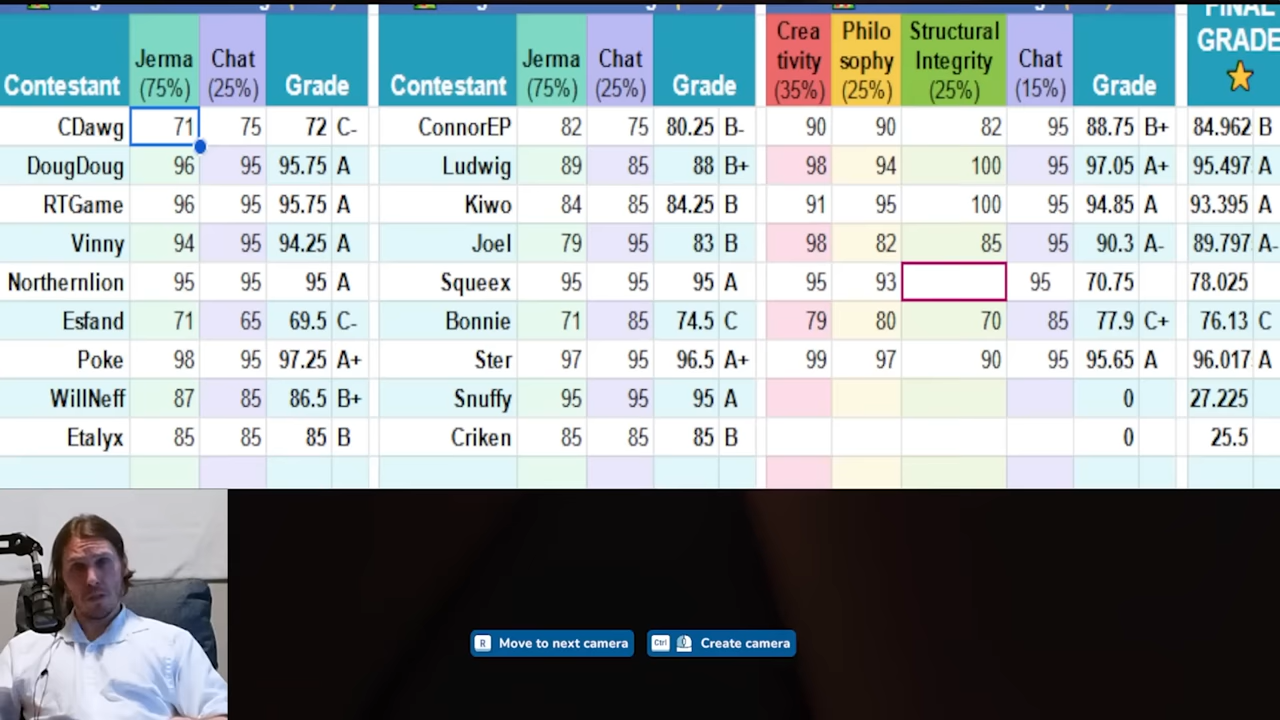 FINAL
GRADE
Contestant Jerma (75%) Chat (25%) Grade Contestant Jerma (75%) Chat (25%) Grade Crea tivity (35%) Philo sophy (25%) Structural Integrity (25%) Chat (15%) Grade
CDawg 71 75 72 C- ConnorEP 82 75 80.25 B- 90 90 82 95 88.75 B+ 84.962 B
DougDoug 96 95 95.75 A Ludwig 89 85 88 B+ 98 94 100 95 97.05 A+ 95.497 A
RTGame 96 95 95.75 A Kiwo 84 85 84.25 B 91 95 100 95 94.85 A 93.395 A
Vinny 94 95 94.25 A Joel 79 95 83 B 98 82 85 95 90.3 A- 89.797 A-
Northernlion 95 95 95 A Squeex 95 95 95 A 95 93 95 70.75 78.025
Esfand 71 65 69.5 C- Bonnie 71 85 74.5 C 79 80 70 85 77.9 C+ 76.13 C
Poke 98 95 97.25 A+ Ster 97 95 96.5 A+ 99 97 90 95 95.65 A 96.017 A
WillNeff 87 85 86.5 B+ Snuffy 95 95 95 A 0 27.225
Etalyx 85 85 85 B Criken 85 85 85 B 0 25.5
R Move to next camera Ctrl Create camera